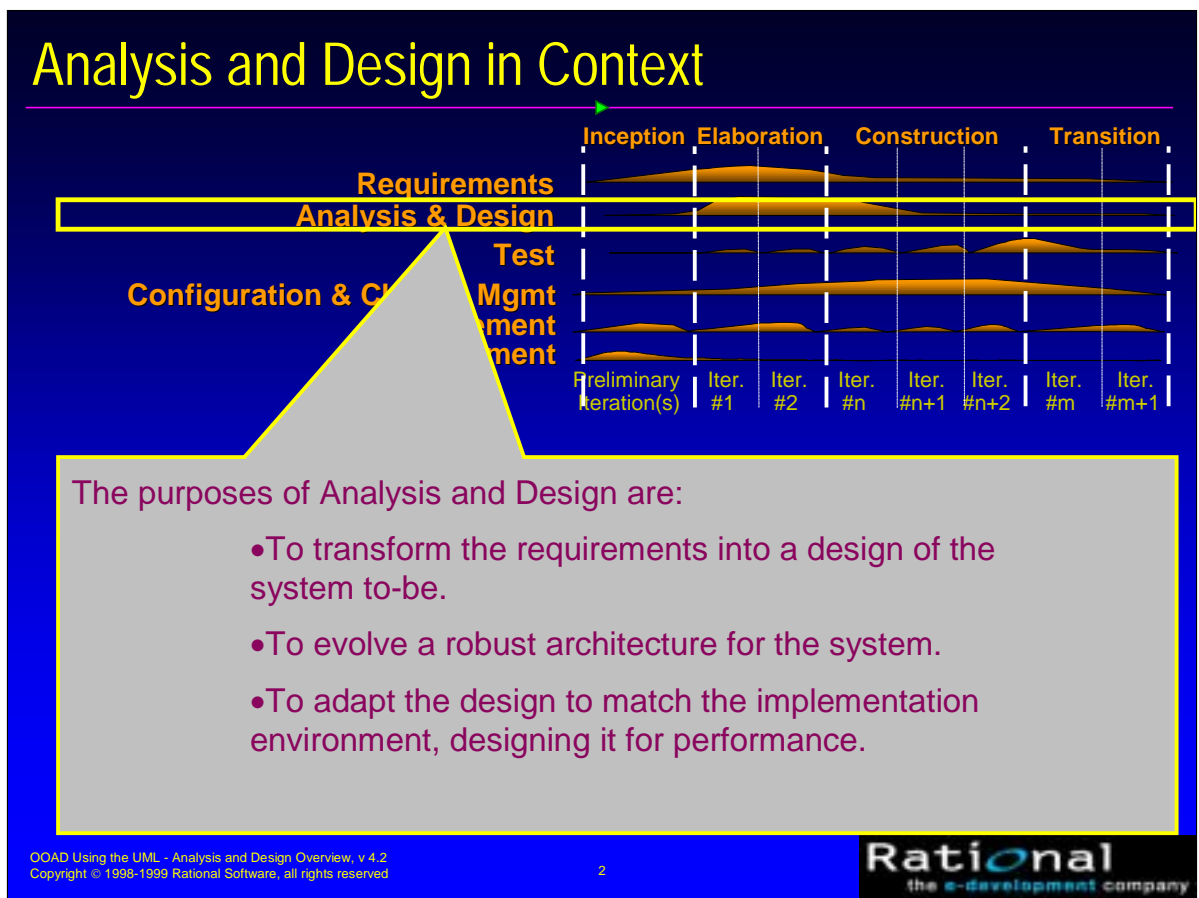 Analysis and Design in Context
Inception Elaboration Construction Transition
Requirements
Analysis & Design
Test
Configuration & Mgmt
Preliminary Iter. Iter. Iter. Iter. Iter. Iter. Iter.
Iteration(s) #1 #2 #n #n+1 #n+2 #m #m+1
The purposes of Analysis and Design are:
•To transform the requirements into a design of the
system to-be.
•To evolve a robust architecture for the system.
•To adapt the design to match the implementation
environment, designing it for performance.
OOAD Using the UML - Analysis and Design Overview, v 4.2
Copyright © 1998-1999 Rational Software, all rights reserved
2
Rational
the e-development company